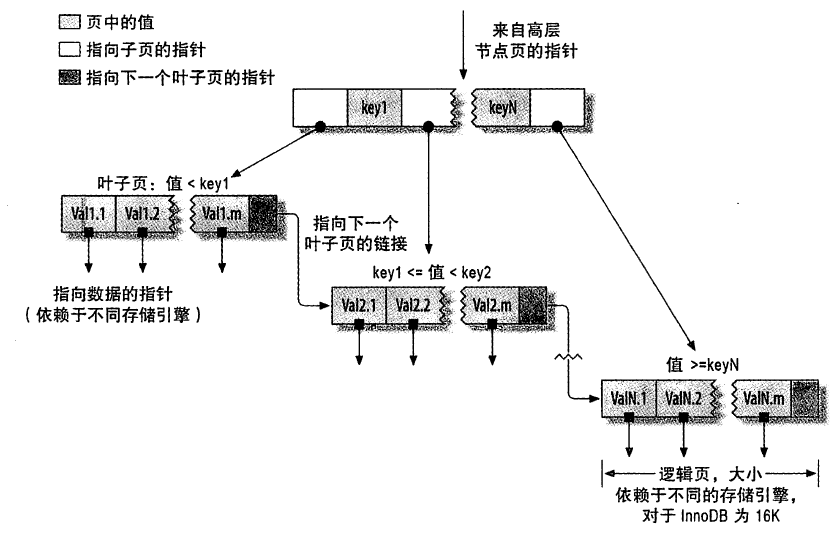 页中的值
指向子页的指针
指向下一个叶子页的指针
来自高层
节点页的指针
key1
keyN
叶子页：值 < key1
Val1.1
Val1.2
Val1.m
指向下一个
叶子页的链接
key1 <= 值 < key2
指向数据的指针
（依赖于不同存储引擎）
Val2.1
Val2.2
Val2.m
值 >=keyN
ValN.1
ValN.2
ValN.m
逻辑页，大小
依赖于不同的存储引擎，
对于 InnoDB 为 16K